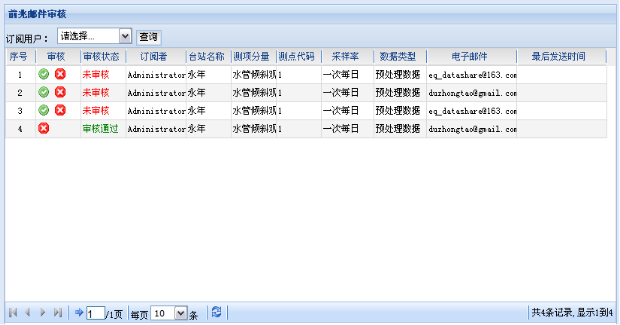 前兆邮件审核
订阅用户： 请选择... 查询
序号 审核 审核状态 订阅者 台站名称 测项分量 测点代码 采样率 数据类型 电子邮件 最后发送时间
1 未审核 Administrator 永年 水管倾斜观 1 一次每日 预处理数据 eq_datashare@163.com
2 未审核 Administrator 永年 水管倾斜观 1 一次每日 预处理数据 duzhongtao@gmail.com
3 未审核 Administrator 永年 水管倾斜观 1 一次每日 预处理数据 eq_datashare@163.com
4 审核通过 Administrator 永年 水管倾斜观 1 一次每日 预处理数据 duzhongtao@gmail.com
1 /1页 每页 10 条 共4条记录,显示1到4